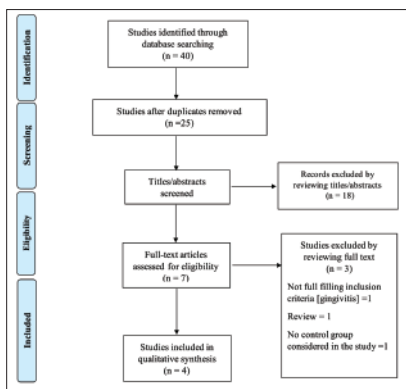 Identification
Studies identified through
database searching
(n = 40)
Screening
Studies after duplicates removed
(n =25)
Titles/abstracts
screened
Records excluded by
reviewing titles/abstracts
(n = 18)
Eligibility
Full-text articles
assessed for eligibility
(n = 7)
Studies excluded by
reviewing full text
(n = 3)
Not full filling inclusion
criteria [gingivitis] =1
Review = 1
No control group
considered in the study =1
Included
Studies included in
qualitative synthesis
(n = 4)